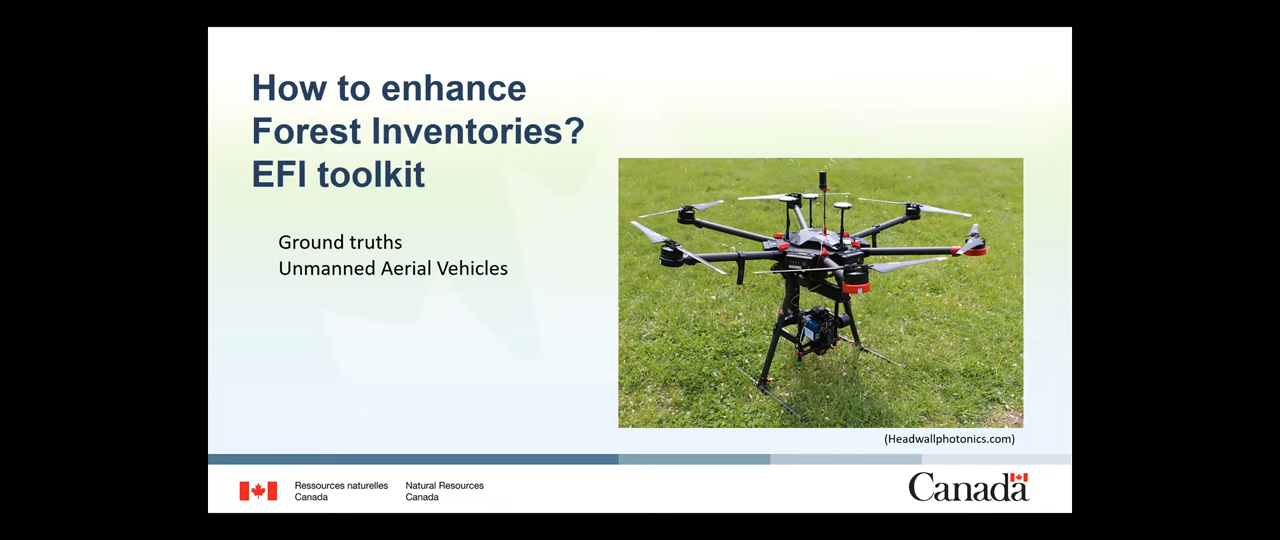 How to enhance
Forest Inventories?
EFI toolkit
Ground truths
Unmanned Aerial Vehicles
(Headwallphotonics.com)
Ressources naturelles
Canada
Natural Resources
Canada
Canada